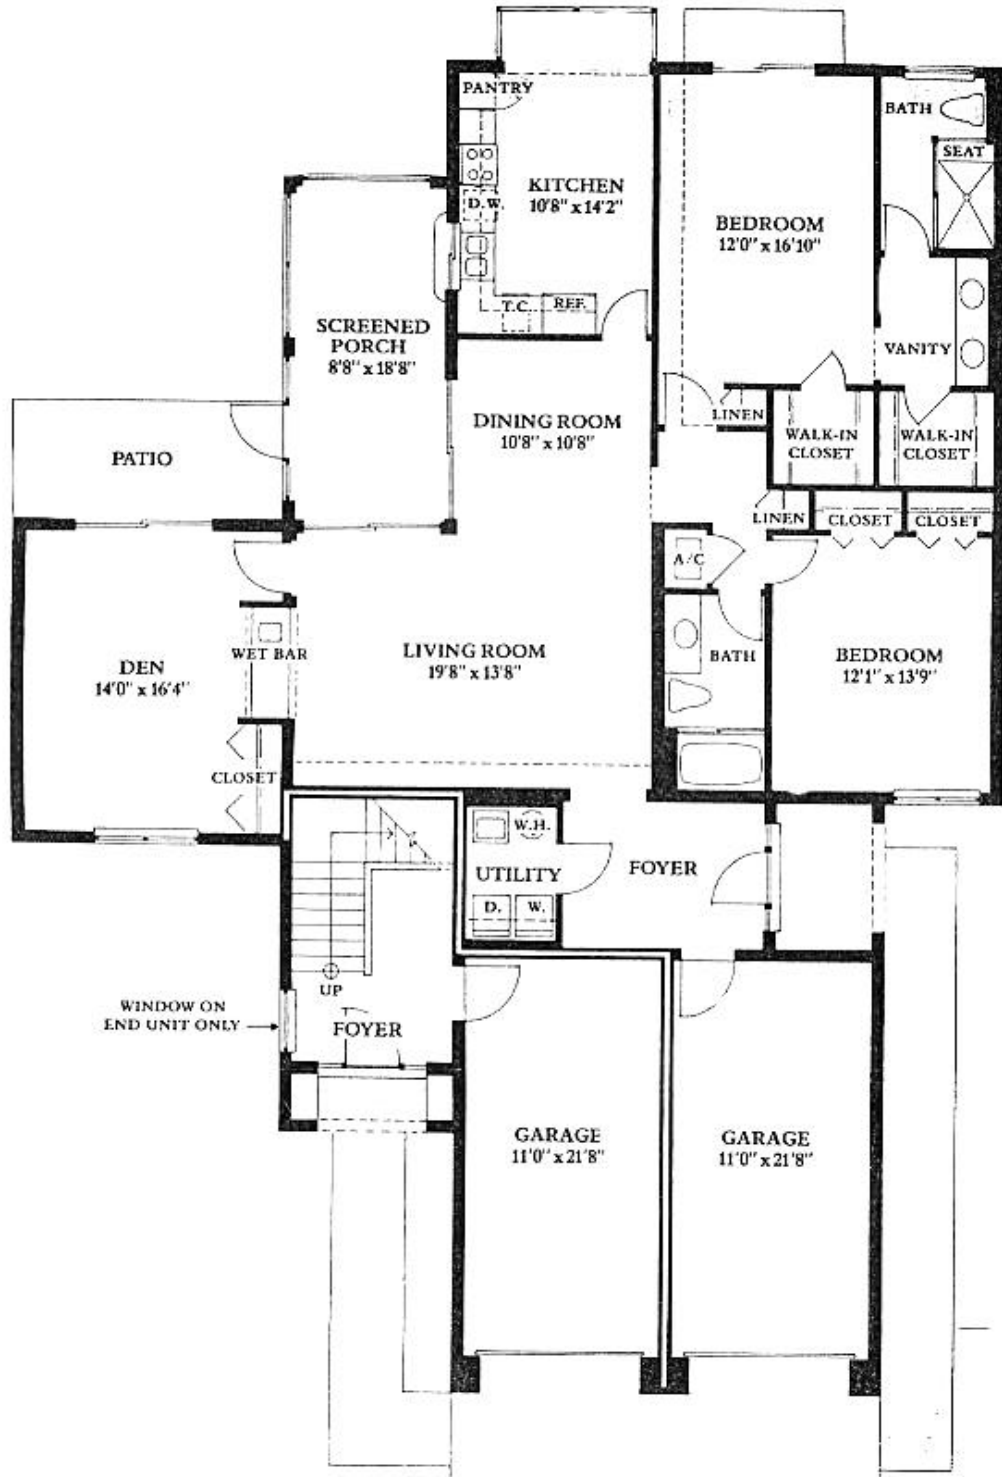 PANTRY
KITCHEN
10'8" x 14'2"
D.W.
T.C.
REF.
BEDROOM
12'0" x 16'10"
BATH
SEAT
VANITY
SCREENED
PORCH
8'8" x 18'8"
DINING ROOM
10'8" x 10'8"
LINEN
WALK-IN
CLOSET
WALK-IN
CLOSET
PATIO
LINEN
CLOSET
CLOSET
A/C
DEN
14'0" x 16'4"
WET BAR
LIVING ROOM
19'8" x 13'8"
BATH
BEDROOM
12'1" x 13'9"
CLOSET
W.H.
UTILITY
D.
W.
FOYER
UP
WINDOW ON
END UNIT ONLY
FOYER
GARAGE
11'0" x 21'8"
GARAGE
11'0" x 21'8"